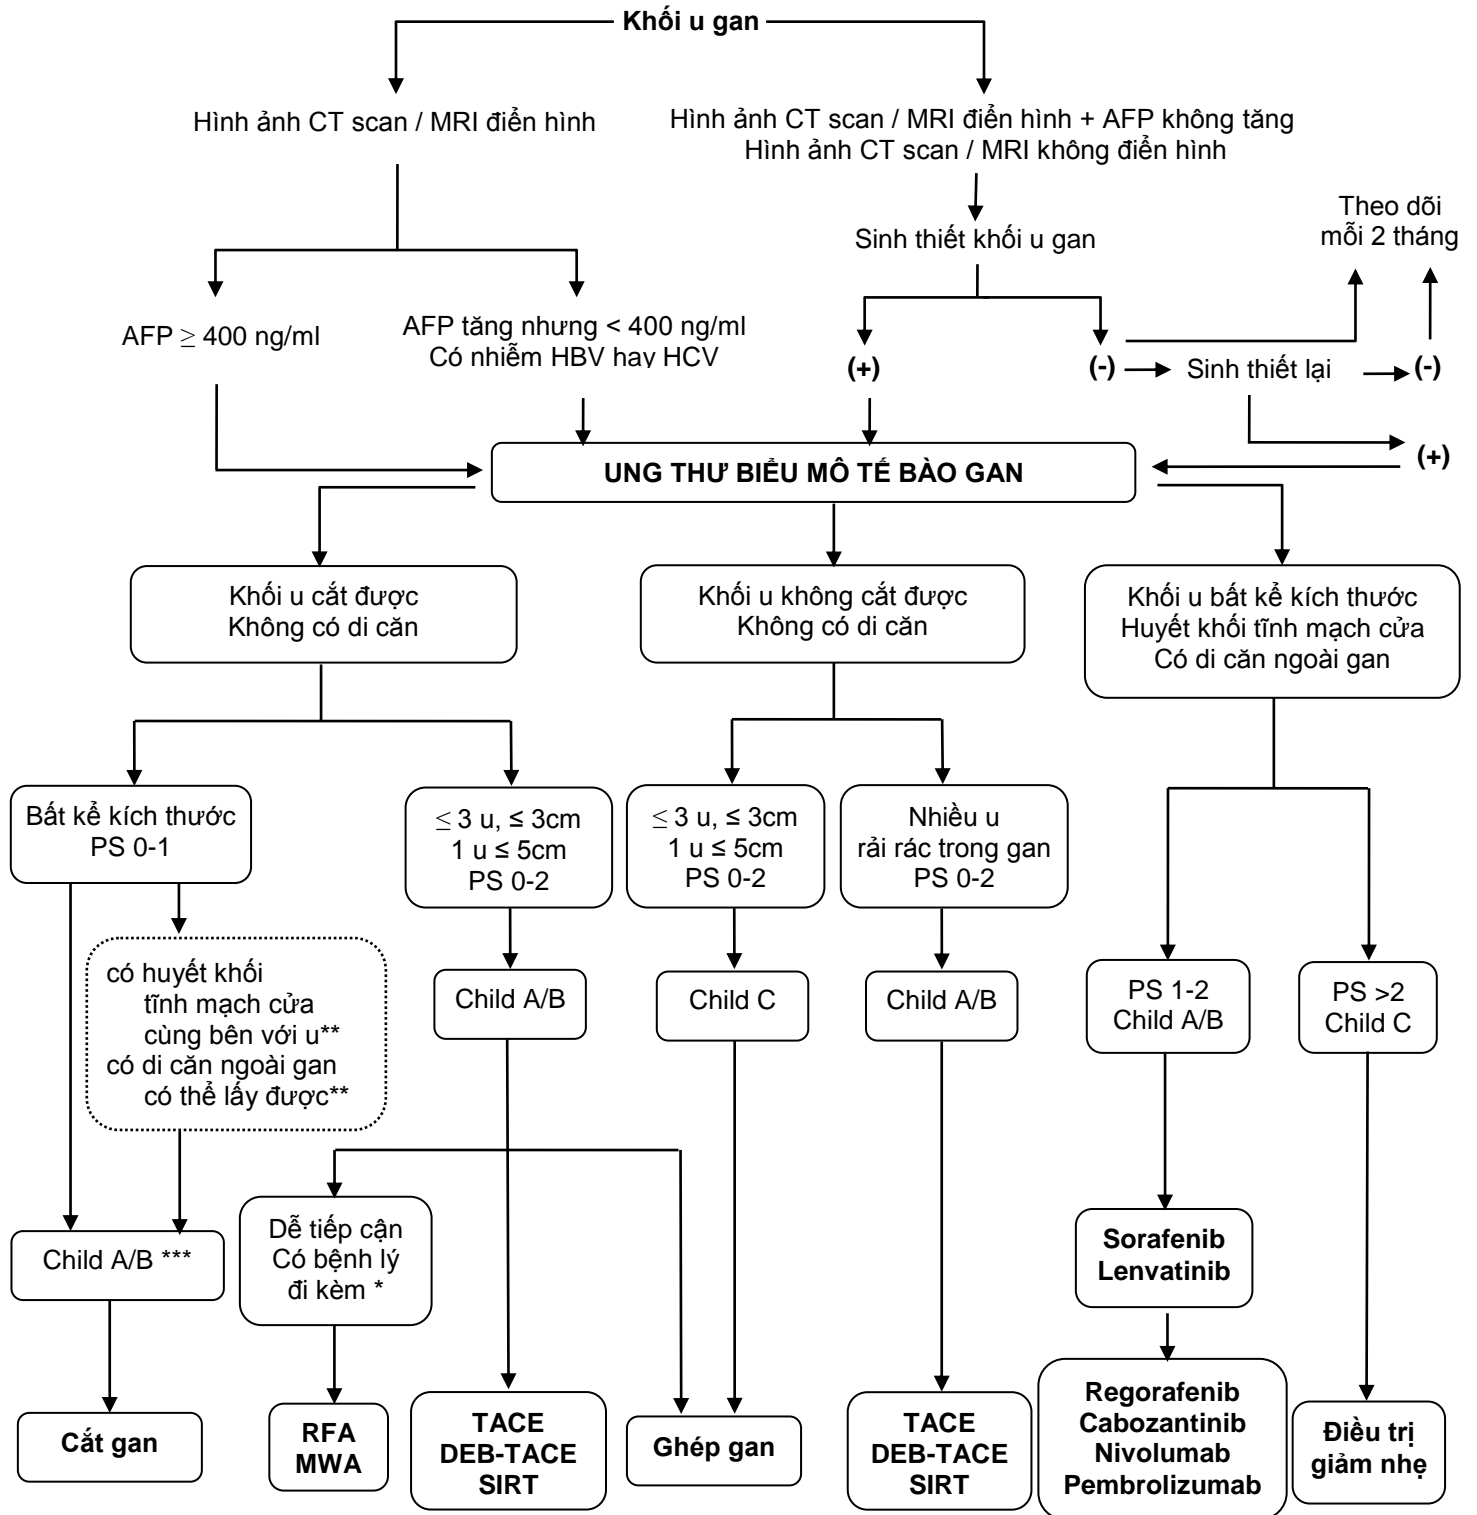 Khối u gan
Hình ảnh CT scan / MRI điển hình
Hình ảnh CT scan / MRI điển hình + AFP không tăng
Hình ảnh CT scan / MRI không điển hình
Theo dõi
mỗi 2 tháng
Sinh thiết khối u gan
AFP ≥ 400 ng/ml
AFP tăng nhưng < 400 ng/ml
Có nhiễm HBV hay HCV
(+)
(-)
Sinh thiết lại
(-)
(+)
UNG THƯ BIỂU MÔ TẾ BÀO GAN
Khối u cắt được
Không có di căn
Khối u không cắt được
Không có di căn
Khối u bất kể kích thước
Huyết khối tĩnh mạch cửa
Có di căn ngoài gan
Bất kể kích thước
PS 0-1
≤ 3 u, ≤ 3cm
1 u ≤ 5cm
PS 0-2
≤ 3 u, ≤ 3cm
1 u ≤ 5cm
PS 0-2
Nhiều u
rải rác trong gan
PS 0-2
có huyết khối
tĩnh mạch cửa
cùng bên với u**
có di căn ngoài gan
có thể lấy được**
Child A/B
Child C
Child A/B
PS 1-2
Child A/B
PS >2
Child C
Child A/B ***
Dễ tiếp cận
Có bệnh lý
đi kèm *
Sorafenib
Lenvatinib
Cắt gan
RFA
MWA
TACE
DEB-TACE
SIRT
Ghép gan
TACE
DEB-TACE
SIRT
Regorafenib
Cabozantinib
Nivolumab
Pembrolizumab
Điều trị
giảm nhẹ